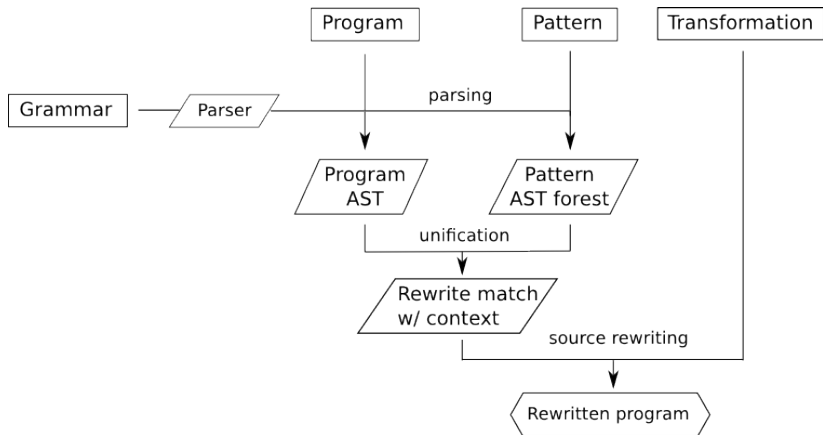 Program
Pattern
Transformation
parsing
Grammar
Parser
Program
AST
Pattern
AST forest
unification
Rewrite match
w/ context
source rewriting
Rewritten program